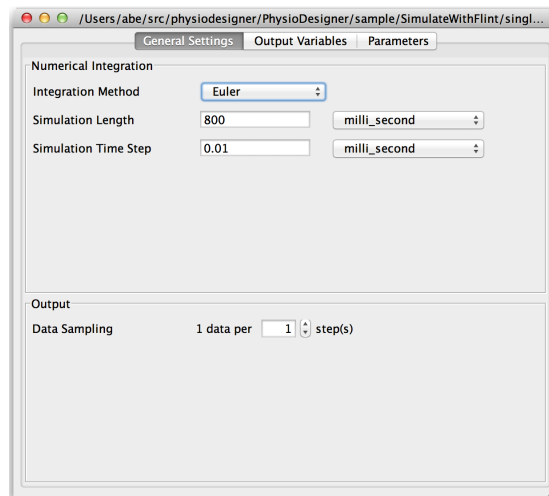 /Users/abe/src/physiodesigner/PhysioDesigner/sample/SimulateWithFlint/singl...
General Settings Output Variables Parameters
Numerical Integration
Integration Method Euler
Simulation Length 800 milli_second
Simulation Time Step 0.01 milli_second
Output
Data Sampling 1 data per 1 step(s)